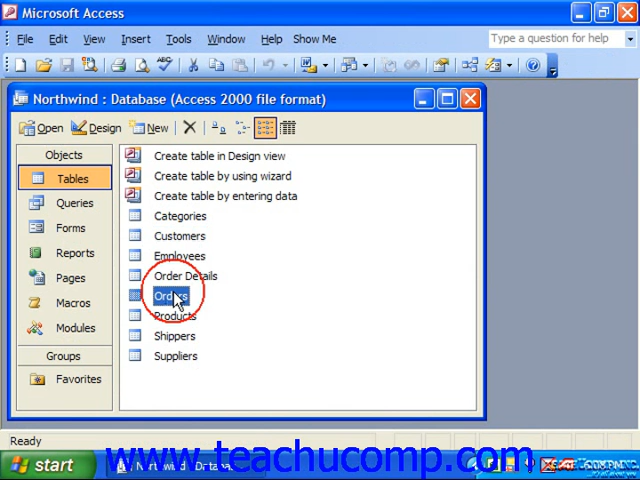 Microsoft Access
File Edit View Insert Tools Window Help Show Me Type a question for help
Northwind : Database (Access 2000 file format)
Open Design New
Objects
Tables
Queries
Forms
Reports
Pages
Macros
Modules
Groups
Favorites
Create table in Design view
Create table by using wizard
Create table by entering data
Categories
Customers
Employees
Order Details
Orders
Products
Shippers
Suppliers
Ready
www.teachucomp.com
start Northwind : Databa...